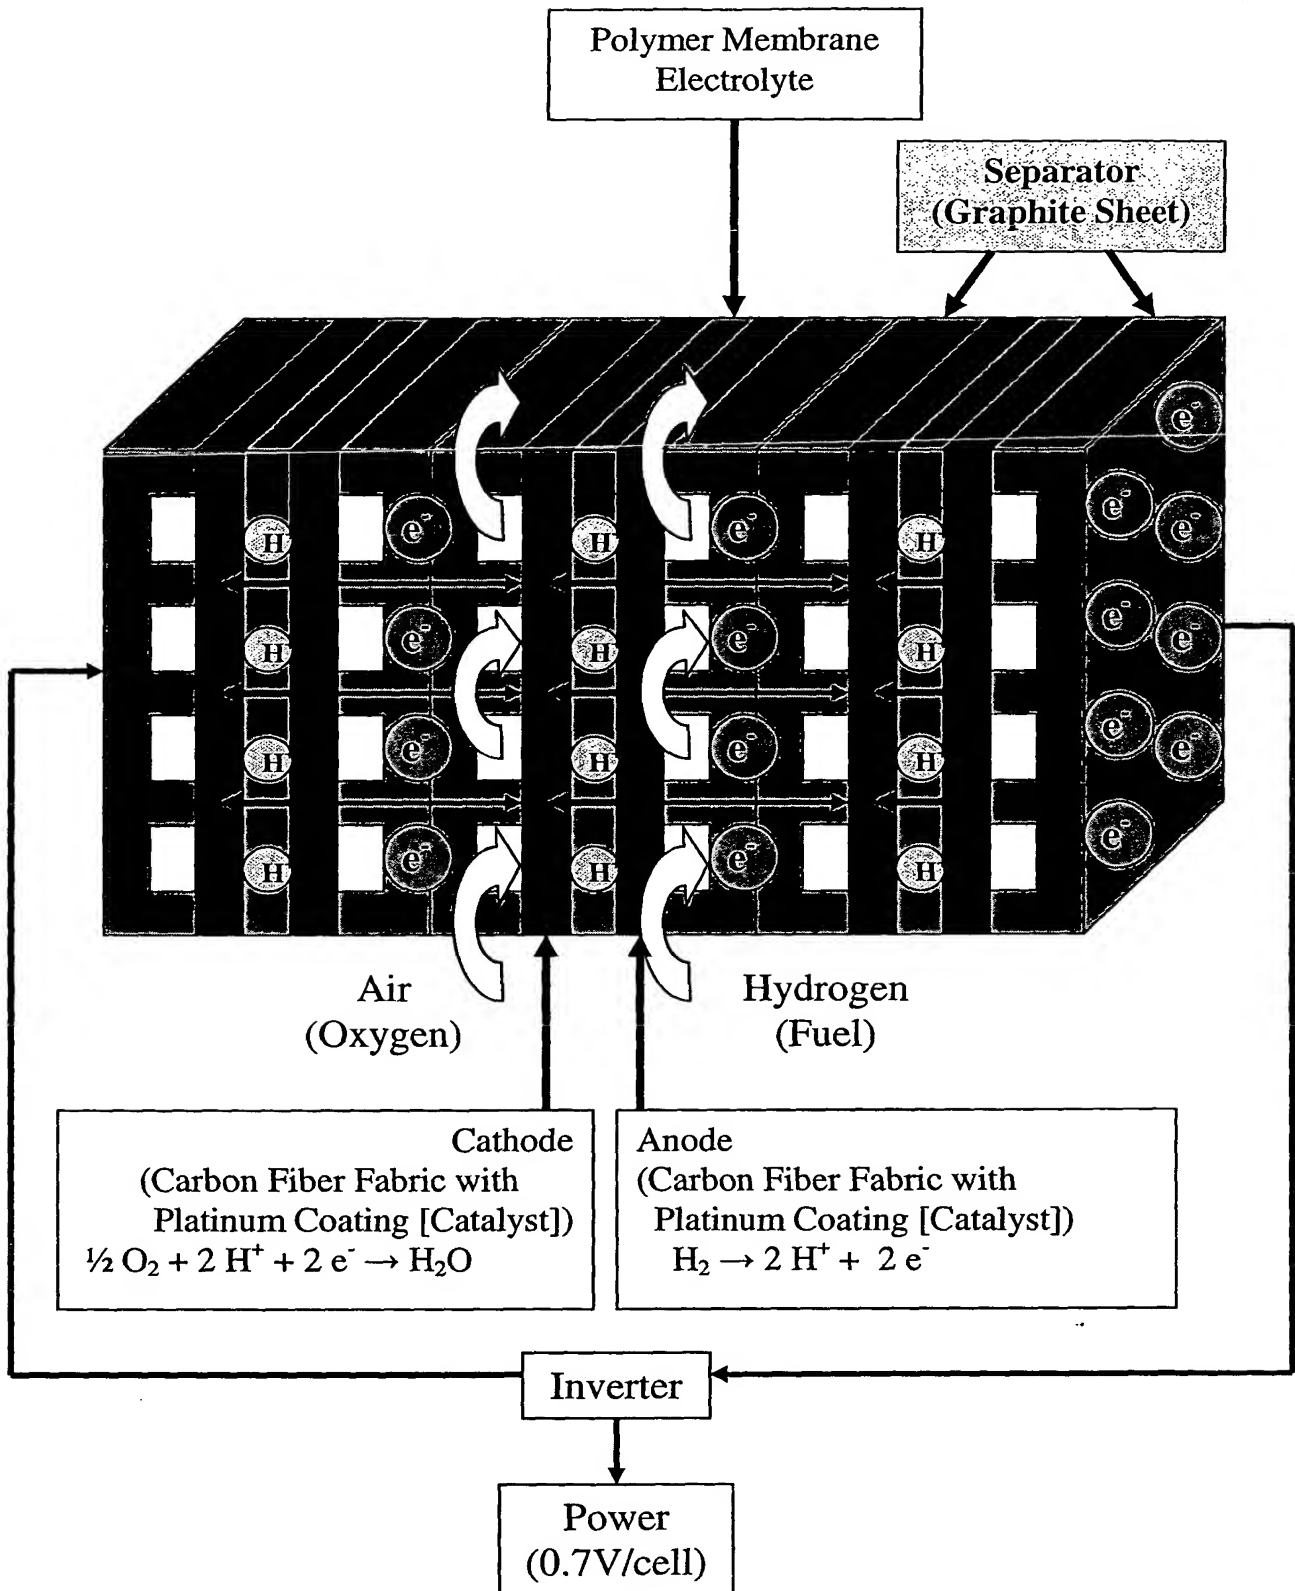 Polymer Membrane
Electrolyte
Separator
(Graphite Sheet)
e⁻
e⁻
e⁻
e⁻
e⁻
H
e⁻
H
e⁻
H
e⁻
H
e⁻
H
e⁻
H
e⁻
H
e⁻
H
e⁻
H
e⁻
H
e⁻
H
e⁻
H
Air
(Oxygen)
Hydrogen
(Fuel)
Cathode
(Carbon Fiber Fabric with
Platinum Coating [Catalyst])
½ O₂ + 2 H⁺ + 2 e⁻ → H₂O
Anode
(Carbon Fiber Fabric with
Platinum Coating [Catalyst])
H₂ → 2 H⁺ + 2 e⁻
Inverter
Power
(0.7V/cell)